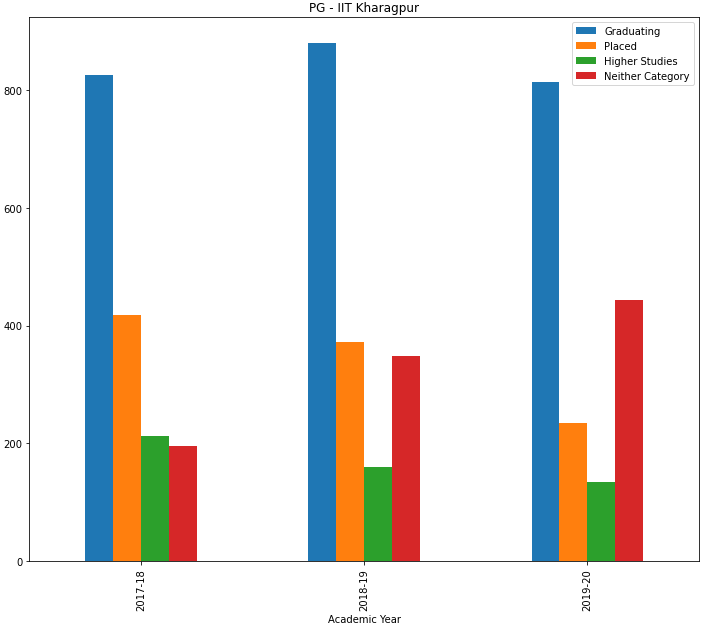 PG - IIT Kharagpur
Graduating
Placed
Higher Studies
Neither Category
800
600
400
200
0
2017-18
2018-19
2019-20
Academic Year